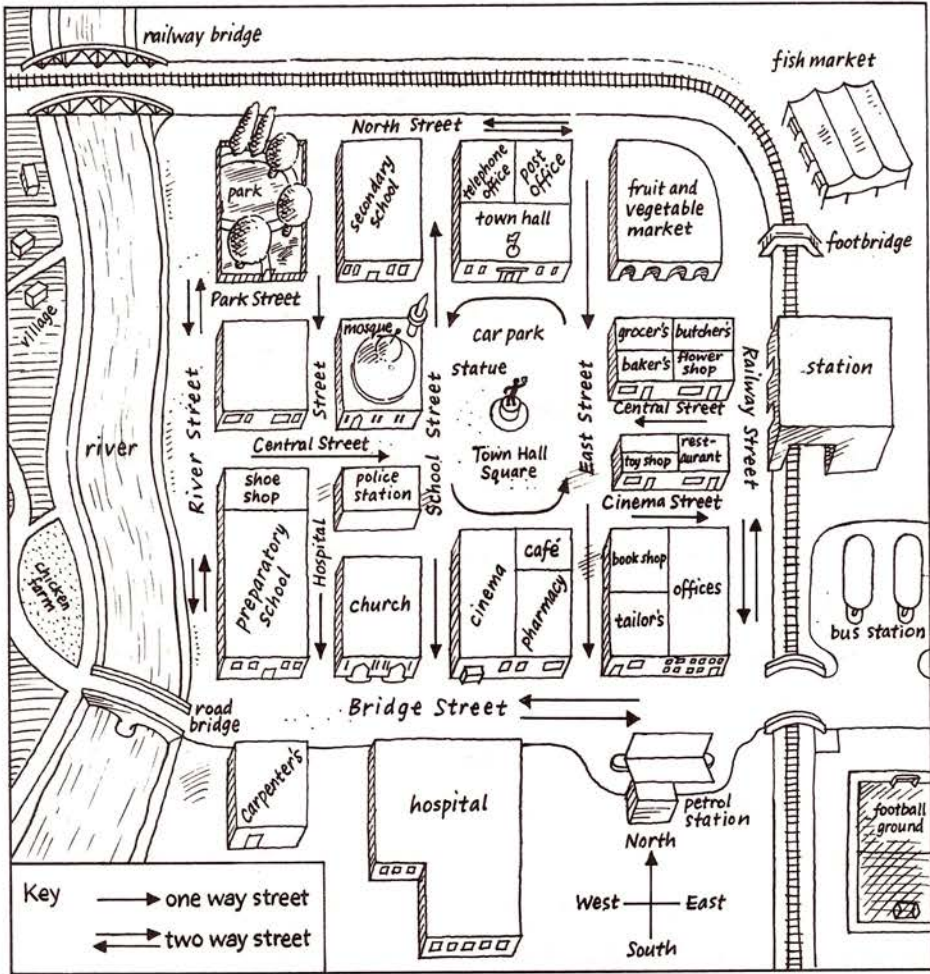 railway bridge
fish market
North Street
park
secondary
school
telephone
office
post
office
town hall
fruit and
vegetable
market
footbridge
village
Park Street
mosque
car park
statue
grocer's
butcher's
baker's
flower
shop
station
River Street
Street
School Street
East Street
Railway Street
river
Central Street
Central Street
Town Hall
Square
toy shop
rest-
aurant
shoe
shop
police
station
Cinema Street
River Street
chicken
farm
preparatory
school
Hospital
church
cinema
café
pharmacy
book shop
tailor's
offices
bus station
road
bridge
Bridge Street
Carpenter's
hospital
petrol
station
football
ground
North
West
East
South
Key
one way street
two way street